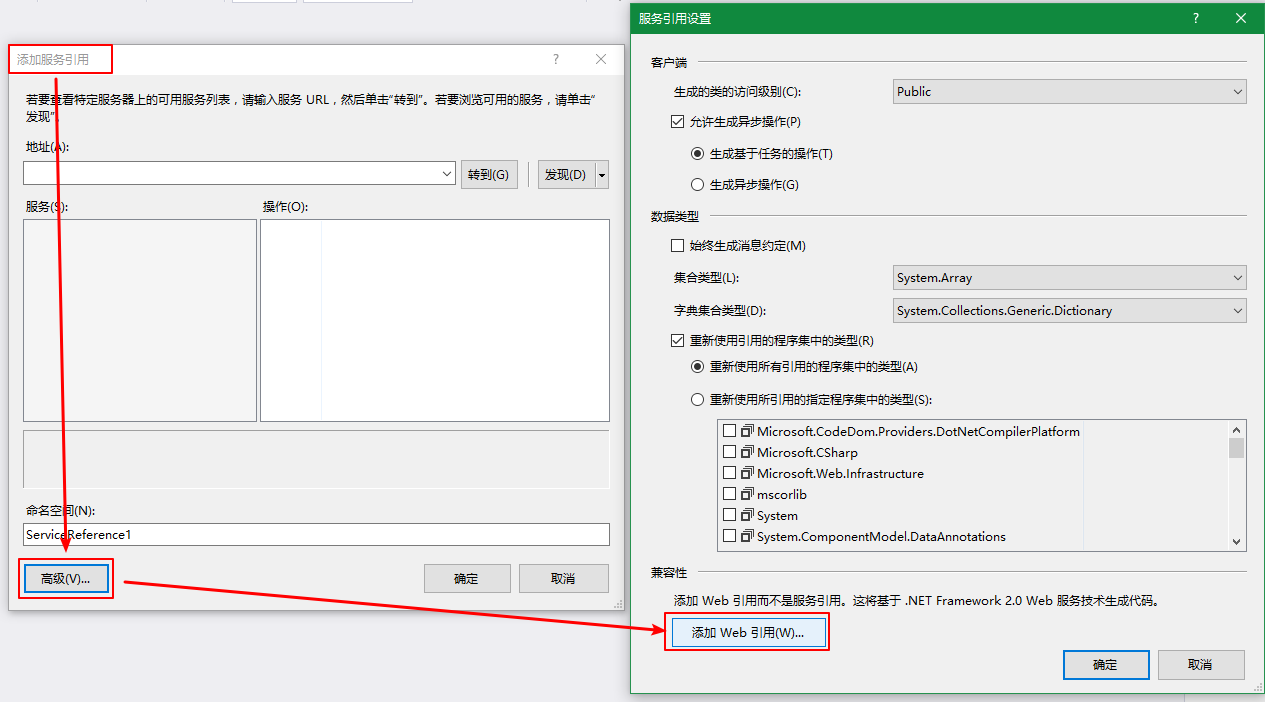 添加服务引用
?
若要查看特定服务器上的可用服务列表，请输入服务 URL，然后单击“转到”。若要浏览可用的服务，请单击“
发现”。
地址(A):
转到(G)
发现(D)
服务(S):
操作(O):
命名空间(N):
ServiceReference1
高级(V)...
确定
取消
服务引用设置
?
客户端
生成的类的访问级别(C):
Public
允许生成异步操作(P)
生成基于任务的操作(T)
生成异步操作(G)
数据类型
始终生成消息约定(M)
集合类型(L):
System.Array
字典集合类型(D):
System.Collections.Generic.Dictionary
重新使用引用的程序集中的类型(R)
重新使用所有引用的程序集中的类型(A)
重新使用所引用的指定程序集中的类型(S):
Microsoft.CodeDom.Providers.DotNetCompilerPlatform
Microsoft.CSharp
Microsoft.Web.Infrastructure
mscorlib
System
System.ComponentModel.DataAnnotations
兼容性
添加 Web 引用而不是服务引用。这将基于 .NET Framework 2.0 Web 服务技术生成代码。
添加 Web 引用(W)...
确定
取消